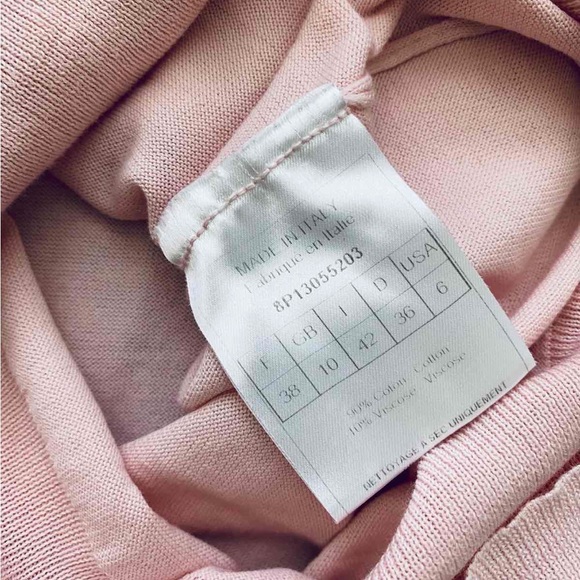 MADE IN ITALY
Fabriqué en Italie
8P13055203
F GB I D USA
38 10 42 36 6
90% Coton - Cotton
10% Viscose - Viscose
NETTOYAGE A SEC UNIQUEMENT